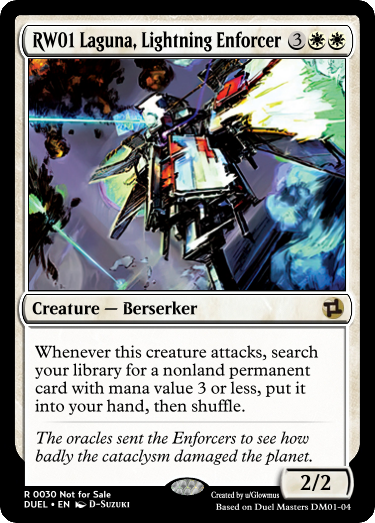 RW01 Laguna, Lightning Enforcer 3
Creature — Berserker
Whenever this creature attacks, search
your library for a nonland permanent
card with mana value 3 or less, put it
into your hand, then shuffle.
The oracles sent the Enforcers to see how
badly the cataclysm damaged the planet.
2/2
R 0030 Not for Sale
DUEL • EN D-Suzuki
Created by u/Glowmus
Based on Duel Masters DM01-04